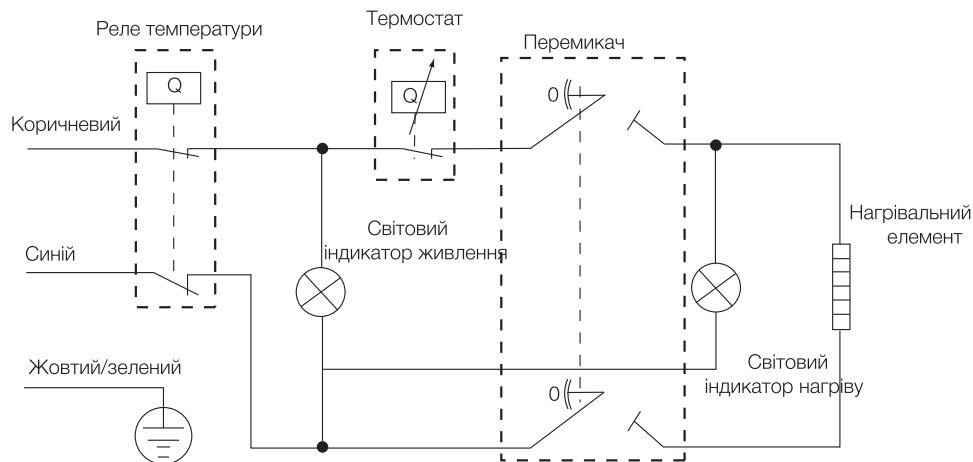 Реле температури
Термостат
Перемикач
Q
Q
0
Коричневий
Світовий
індикатор живлення
Нагрівальний
елемент
Синій
Світовий
індикатор нагріву
Жовтий/зелений
0